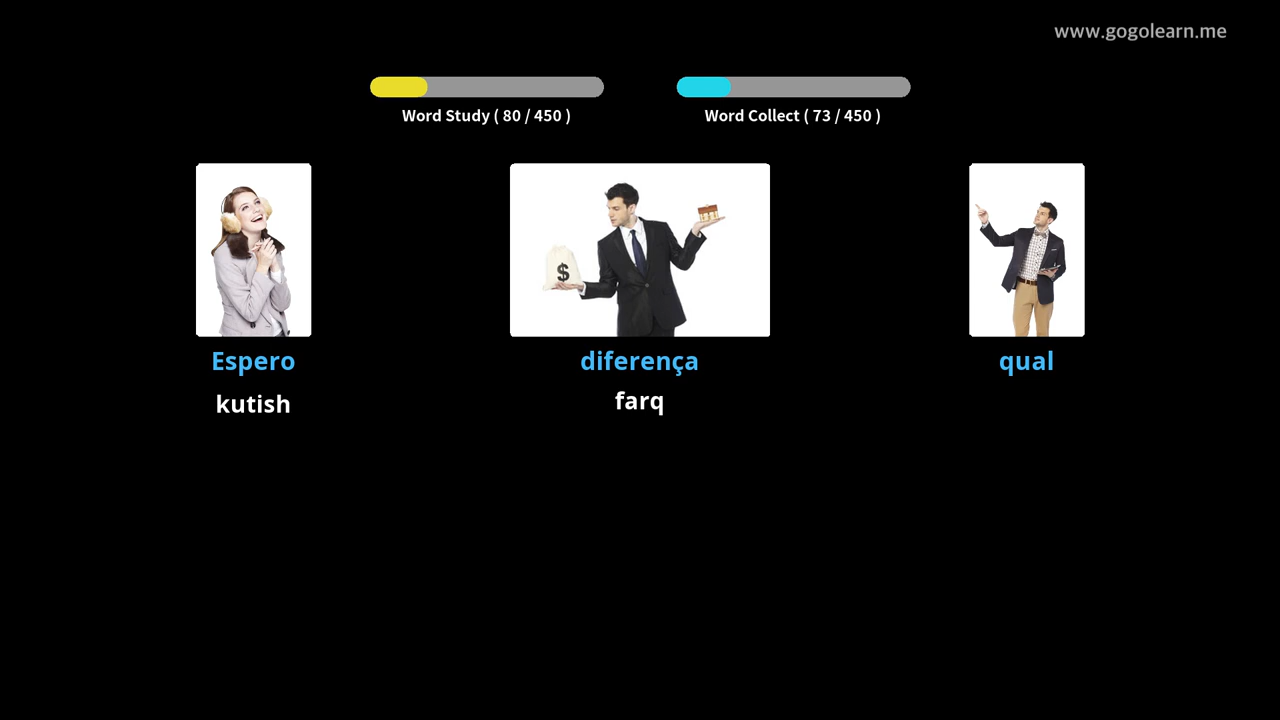 www.gogolearn.me
Word Study ( 80 / 450 )
Word Collect ( 73 / 450 )
$
Espero
diferença
qual
kutish
farq